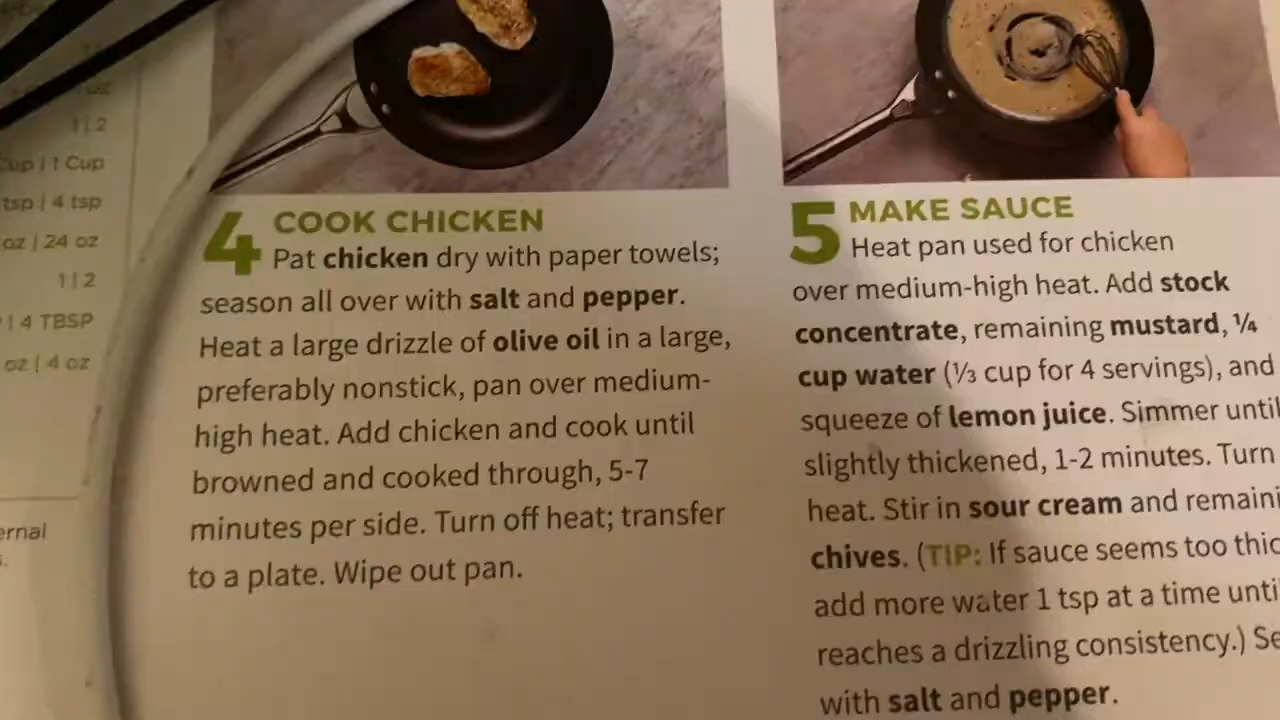 1 | 2
Cup | 1 Cup
tsp | 4 tsp
oz | 24 oz
1 | 2
| 4 TBSP
oz | 4 oz
4 COOK CHICKEN
Pat chicken dry with paper towels;
season all over with salt and pepper.
Heat a large drizzle of olive oil in a large,
preferably nonstick, pan over medium-
high heat. Add chicken and cook until
browned and cooked through, 5-7
minutes per side. Turn off heat; transfer
to a plate. Wipe out pan.
5 MAKE SAUCE
Heat pan used for chicken
over medium-high heat. Add stock
concentrate, remaining mustard, ¼
cup water (⅓ cup for 4 servings), and
squeeze of lemon juice. Simmer until
slightly thickened, 1-2 minutes. Turn
heat. Stir in sour cream and remaini
chives. (TIP: If sauce seems too thic
add more water 1 tsp at a time unti
reaches a drizzling consistency.) Se
with salt and pepper.